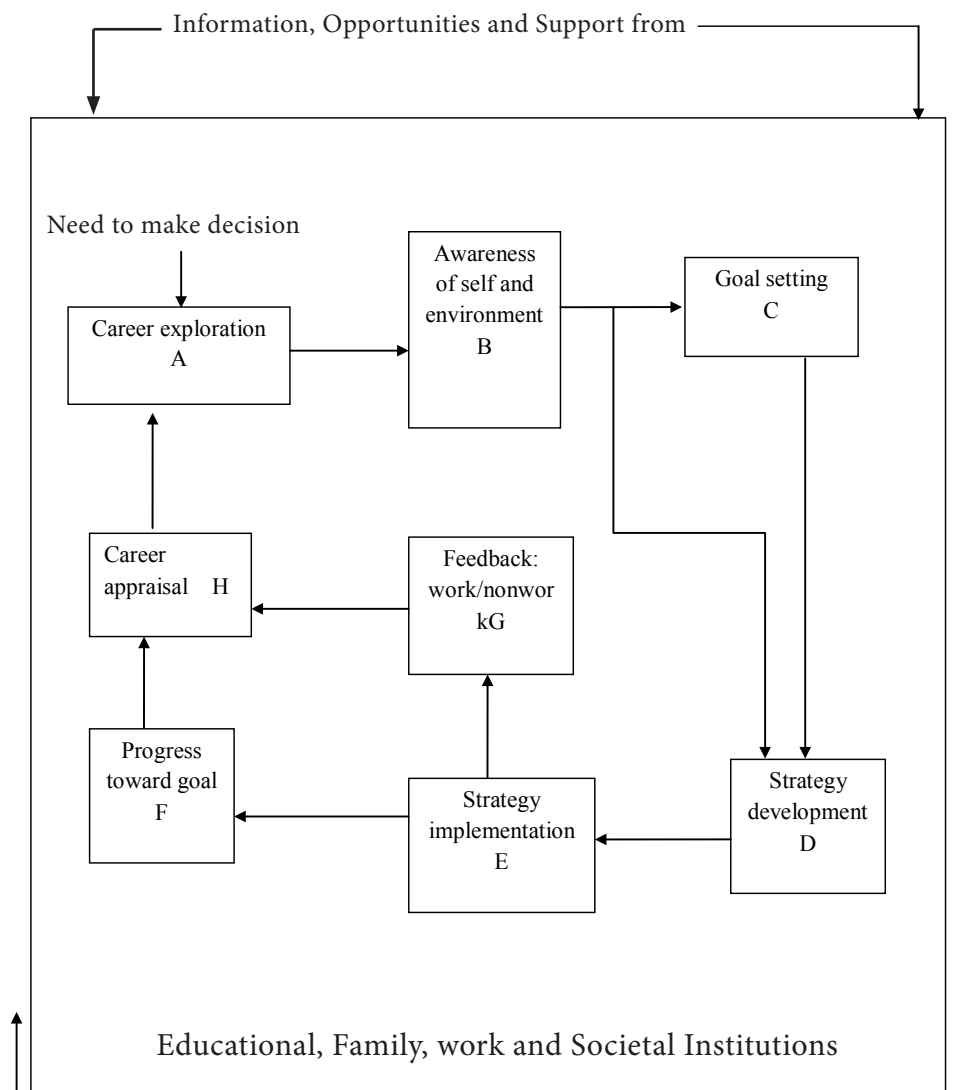 Information, Opportunities and Support from
Need to make decision
Career exploration
A
Awareness
of self and
environment
B
Goal setting
C
Career
appraisal H
Feedback:
work/nonwor
kG
Progress
toward goal
F
Strategy
implementation
E
Strategy
development
D
Educational, Family, work and Societal Institutions